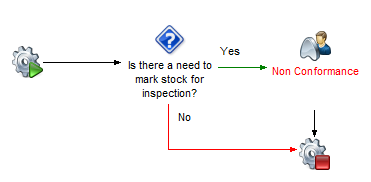 Is there a need to
mark stock for
inspection?
Yes
Non Conformance
No